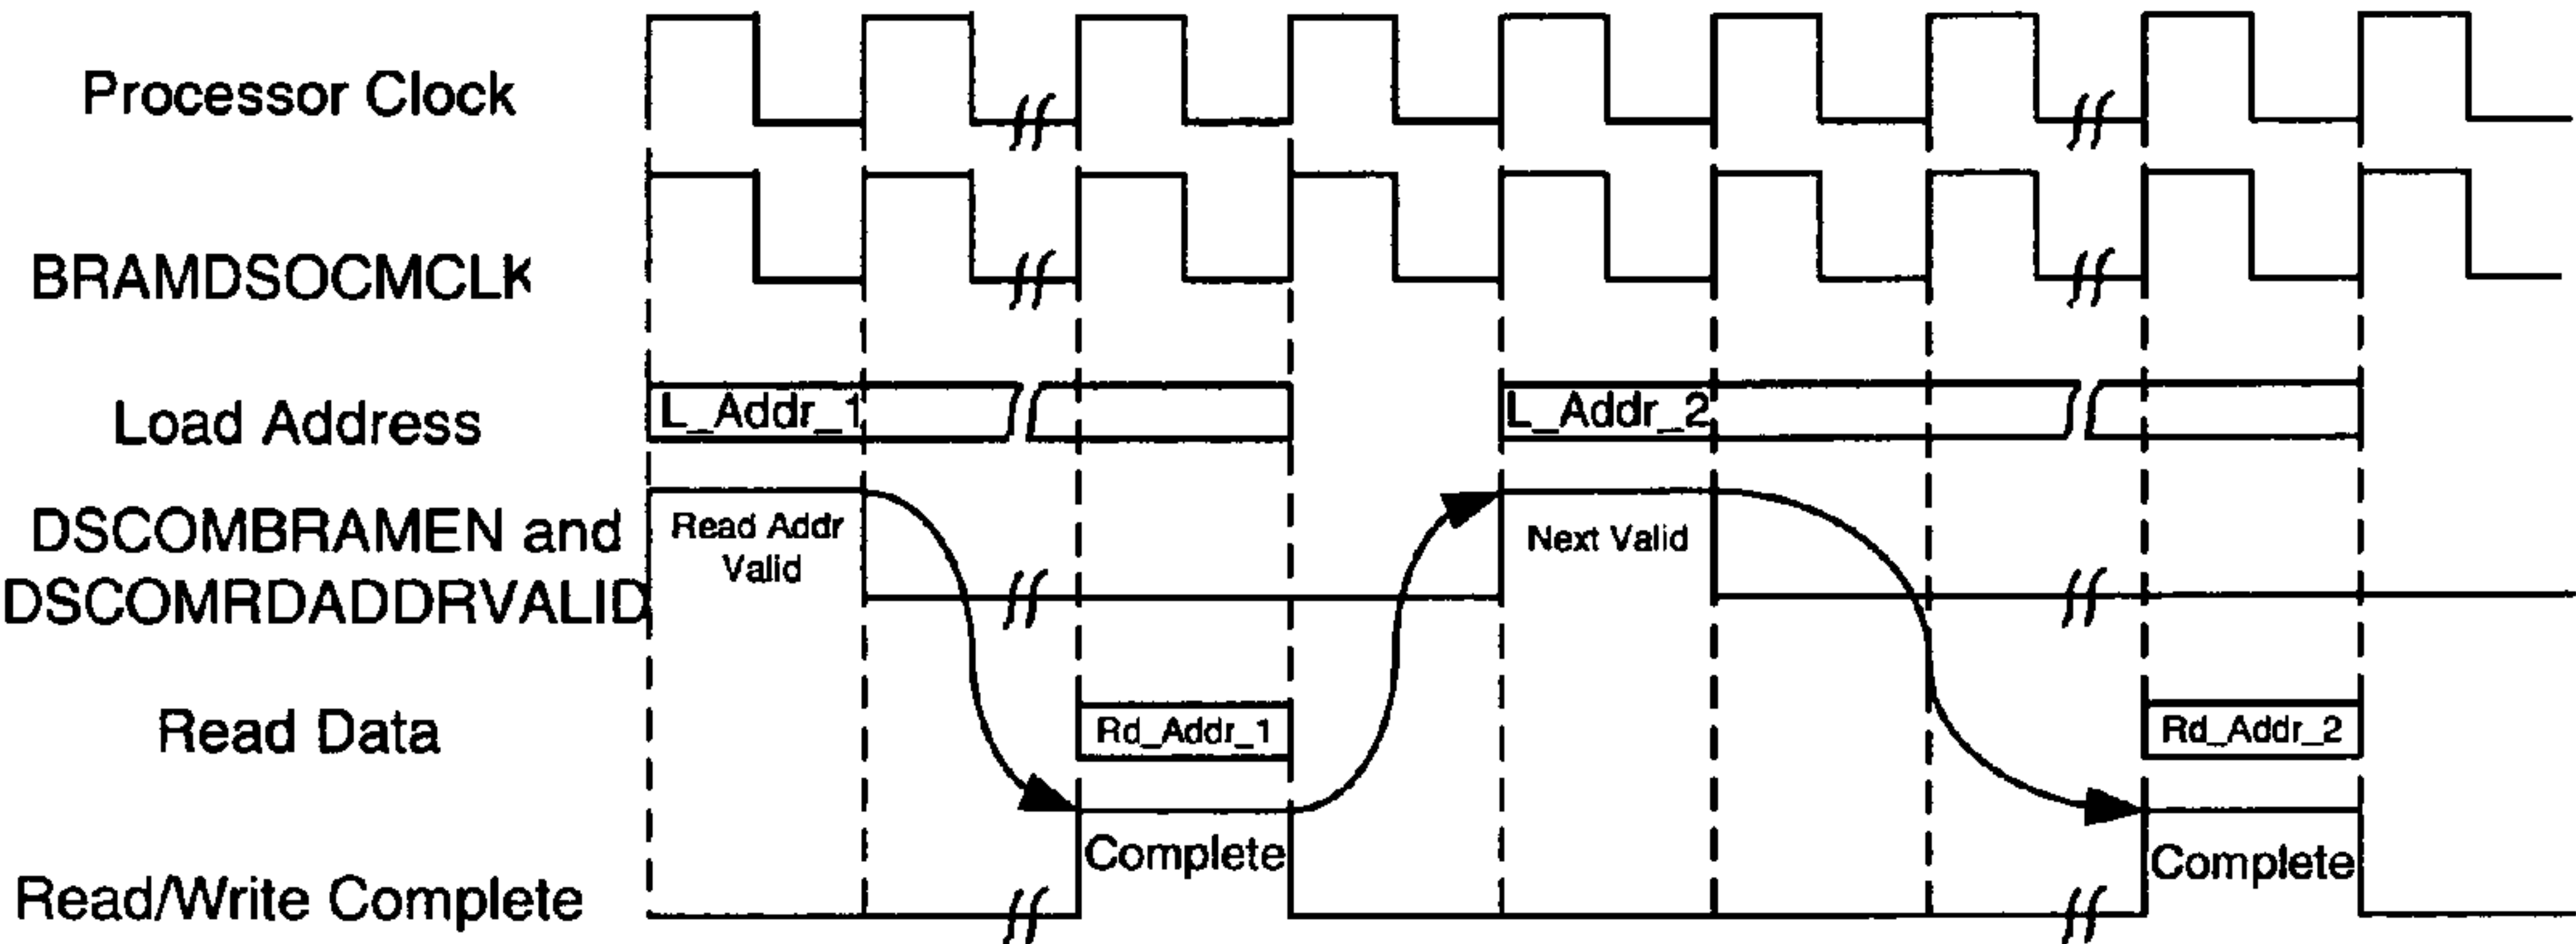 Processor Clock
BRAMDSOCMCLK
Load Address
L_Addr_1
L_Addr_2
DSCOMBRAMEN and
DSCOMRDADDRVALID
Read Addr
Valid
Next Valid
Read Data
Rd_Addr_1
Rd_Addr_2
Read/Write Complete
Complete
Complete